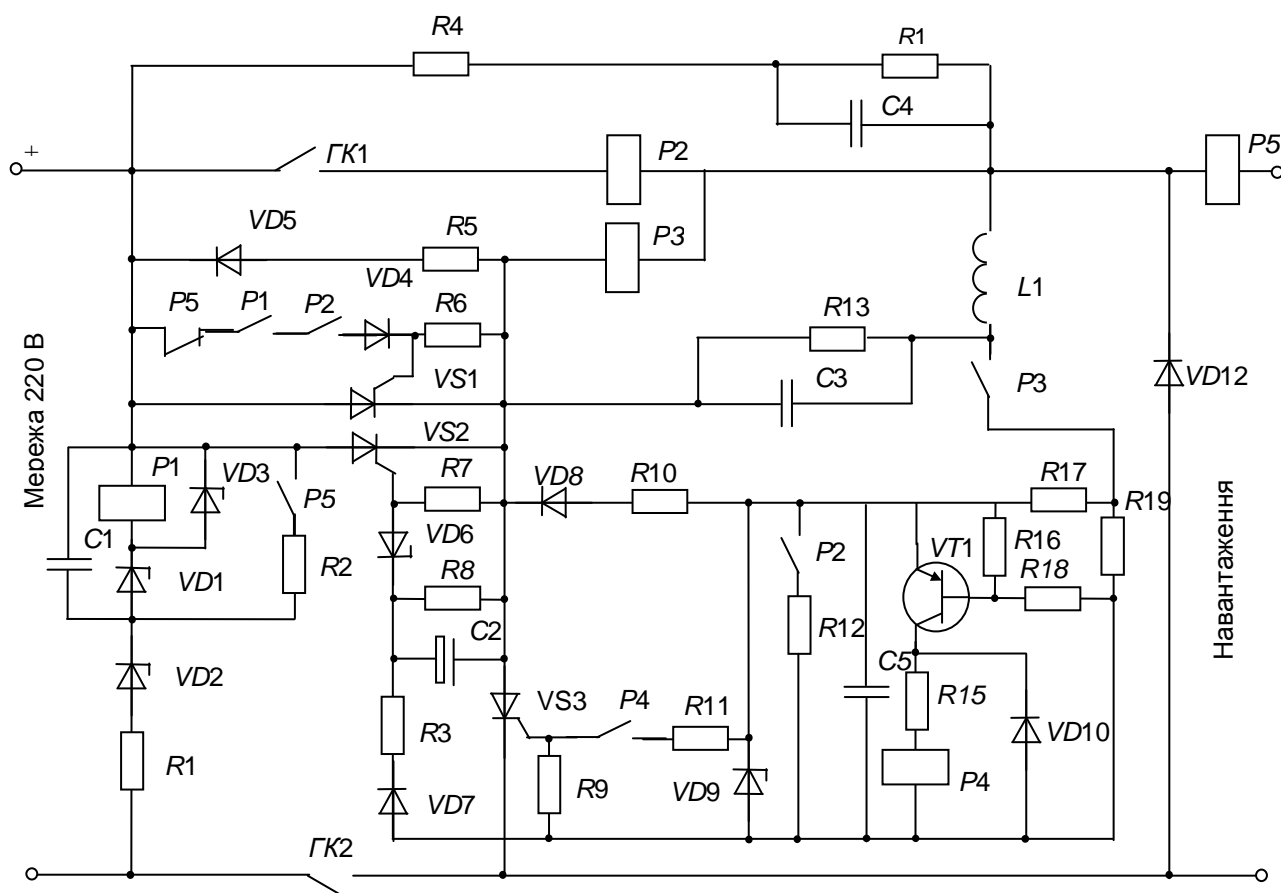 R4
R1
C4
+
ГК1
P2
P5
VD5
R5
P3
VD4
P5
P1
P2
R6
L1
R13
VS1
C3
P3
VD12
Мережа 220 В
VS2
P1
VD3
P5
R7
VD8
R10
R17
R19
C1
VD6
P2
VT1
R16
VD1
R2
R8
R18
C2
R12
VD2
C5
Навантаження
VS3
P4
R11
R15
R3
VD10
R1
R9
VD9
P4
VD7
ГК2